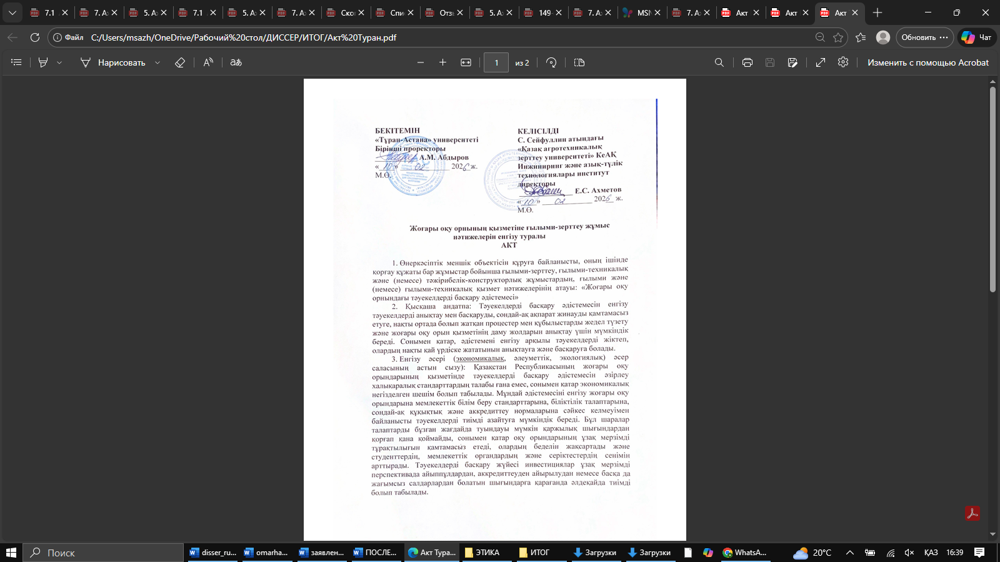 7.1
7. А
5. А
7.1
5. А
7. А
Ско
Спи
Отз
5. А
149
7. А
MSN
7. А
Акт
Акт
Акт
Файл C:/Users/msazh/OneDrive/Рабочий%20стол/ДИССЕР/ИТОГ/Акт%20Туран.pdf
Обновить
Чат
Нарисовать
1 из 2
Изменить с помощью Acrobat
БЕКІТЕМІН
«Тұран-Астана» университеті
Бірінші проректоры
А.М. Абдыров
«10» 02 2026 ж.
М.О.
КЕЛІСІЛДІ
С. Сейфуллин атындағы
«Қазақ агротехникалық
зерттеу университеті» КеАҚ
Инжиниринг және азық-түлік
технологиялары институт
директоры
Е.С. Ахметов
«10» 02 2026 ж.
М.О.
Жоғары оқу орнының қызметіне ғылыми-зерттеу жұмыс
нәтижелерін енгізу туралы
АКТ
1. Өнеркәсіптік меншік объектісін құруға байланысты, оның ішінде
қорғау құжаты бар жұмыстар бойынша ғылыми-зерттеу, ғылыми-техникалық
және (немесе) тәжірибелік-конструкторлық жұмыстардың, ғылыми және
(немесе) ғылыми-техникалық қызмет нәтижелерінің атауы: «Жоғары оқу
орнындағы тәуекелдерді басқару әдістемесі»
2. Қысқаша аңдатпа: Тәуекелдерді басқару әдістемесін енгізу
тәуекелдерді анықтау мен басқаруды, сондай-ақ ақпарат жинауды қамтамасыз
етуге, нақты ортада болып жатқан процестер мен құбылыстарды жедел түзету
және жоғары оқу орын қызметінің даму жолдарын анықтау үшін мүмкіндік
береді. Сонымен қатар, әдістемені енгізу арқылы тәуекелдерді жіктеп,
олардың нақты қай үрдіске жататынын анықтауға және басқаруға болады.
3. Енгізу әсері (экономикалық, әлеуметтік, экологиялық) әсер
саласының астын сызу): Қазақстан Республикасының жоғары оқу
орындарының қызметінде тәуекелдерді басқару әдістемесін әзірлеу
халықаралық стандарттардың талабы ғана емес, сонымен қатар экономикалық
негізделген шешім болып табылады. Мұндай әдістемесіні енгізу жоғары оқу
орындарына мемлекеттік білім беру стандарттарына, біліктілік талаптарына,
сондай-ақ құқықтық және аккредиттеу нормаларына сәйкес келмеуімен
байланысты тәуекелдерді тиімді азайтуға мүмкіндік береді. Бұл шаралар
талаптарды бұзған жағдайда туындауы мүмкін қаржылық шығындардан
қорғап қана қоймайды, сонымен қатар оқу орындарының ұзақ мерзімді
тұрақтылығын қамтамасыз етеді, олардың беделін жақсартады және
студенттердің, мемлекеттік органдардың және серіктестердің сенімін
арттырады. Тәуекелдерді басқару жүйесі инвестициялар ұзақ мерзімді
перспективада айыппұлдардан, аккредиттеуден айырылудан немесе басқа да
жағымсыз салдарлардан болатын шығындарға қарағанда әлдеқайда тиімді
болып табылады.
Поиск
disser_ru...
omarha...
заявлен...
ПОСЛЕ...
Акт Тура...
ЭТИКА
ИТОГ
Загрузки
Загрузки
WhatsA...
20°C
ҚАЗ
16:39